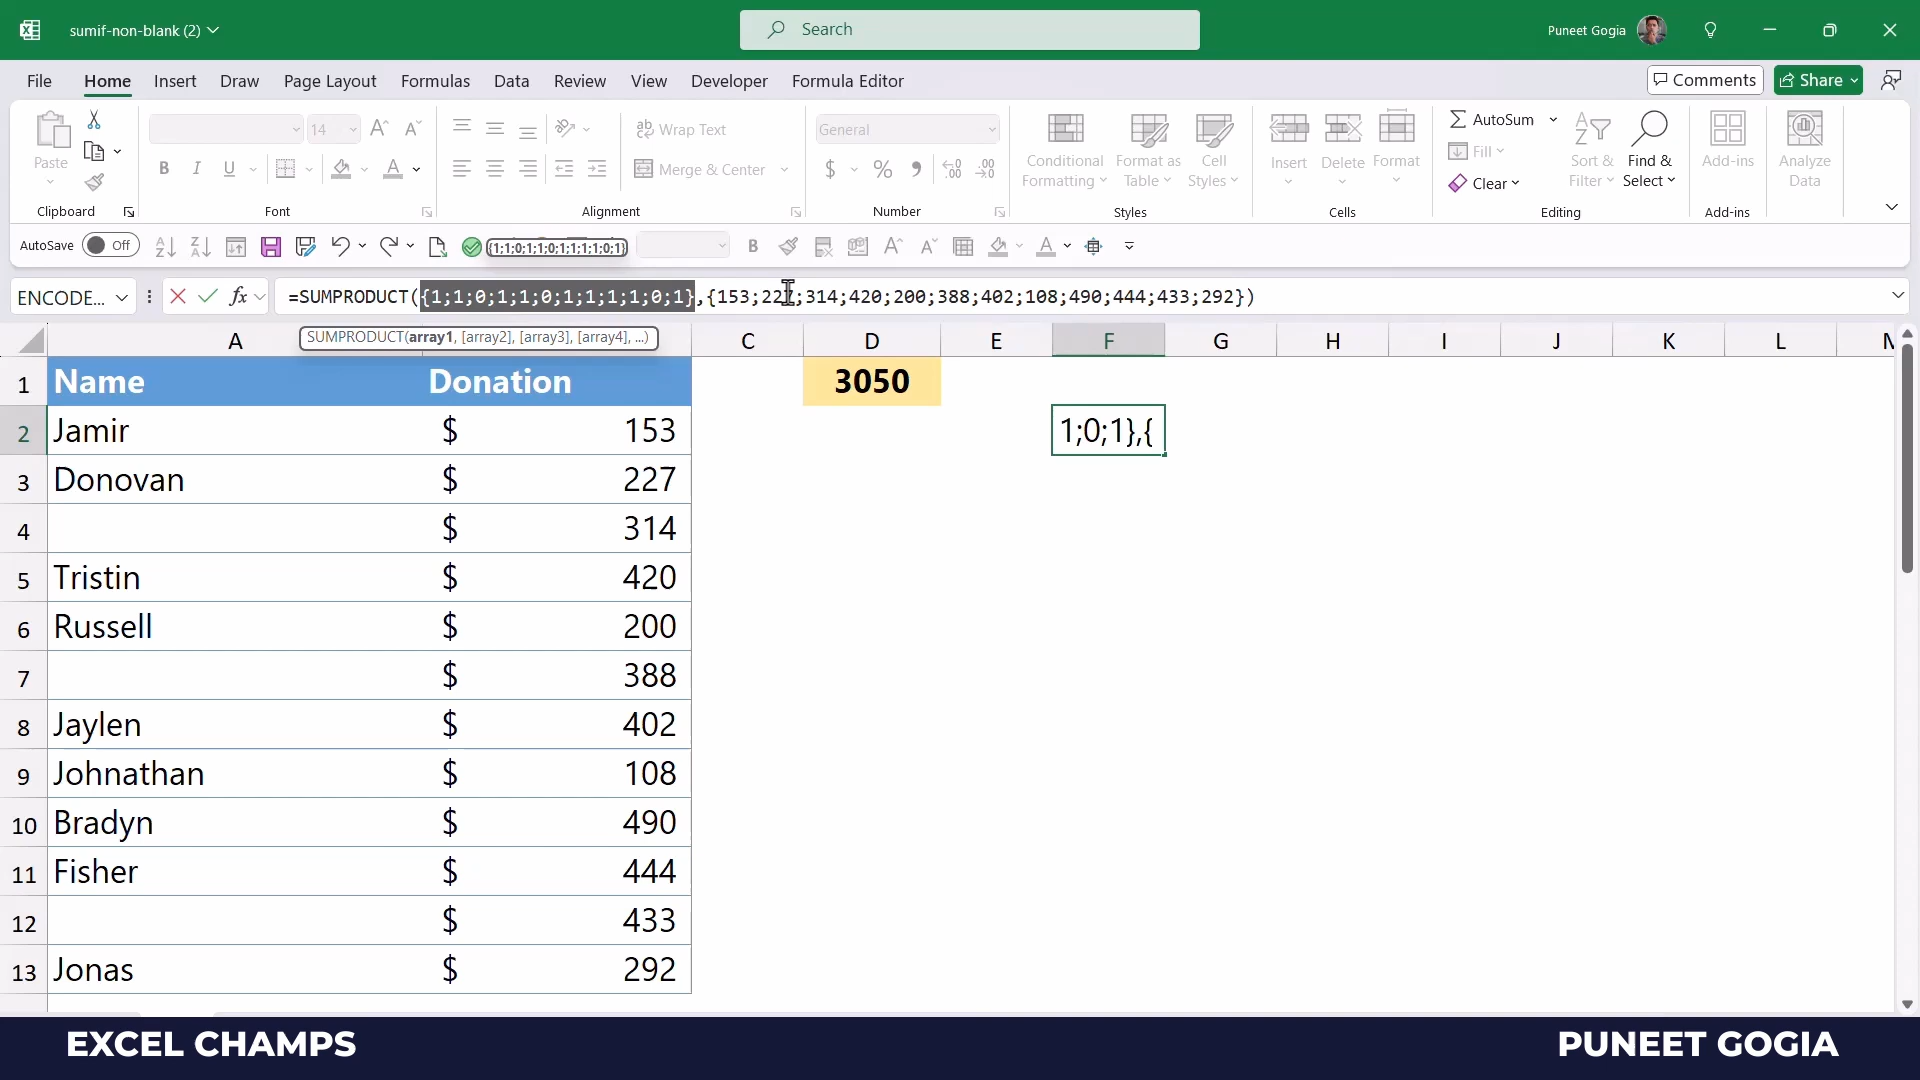 sumif-non-blank (2)
Search
Puneet Gogia
File Home Insert Draw Page Layout Formulas Data Review View Developer Formula Editor
Comments Share
Paste
14
Wrap Text
General
AutoSum
Merge & Center
Fill
Clear
B I U
$ %
Conditional Formatting
Format as Table
Cell Styles
Insert
Delete
Format
Sort & Filter
Find & Select
Add-ins
Analyze Data
Clipboard Font Alignment Number Styles Cells Editing Add-ins
AutoSave Off
{1;1;0;1;1;0;1;1;1;1;0;1}
B
ENCODE... fx =SUMPRODUCT({1;1;0;1;1;0;1;1;1;1;0;1},{153;227;314;420;200;388;402;108;490;444;433;292})
SUMPRODUCT(array1, [array2], [array3], [array4], ...)
A C D E F G H I J K L M
1 Name Donation 3050
2 Jamir $ 153 1;0;1},{
3 Donovan $ 227
4 $ 314
5 Tristin $ 420
6 Russell $ 200
7 $ 388
8 Jaylen $ 402
9 Johnathan $ 108
10 Bradyn $ 490
11 Fisher $ 444
12 $ 433
13 Jonas $ 292
EXCEL CHAMPS
PUNEET GOGIA